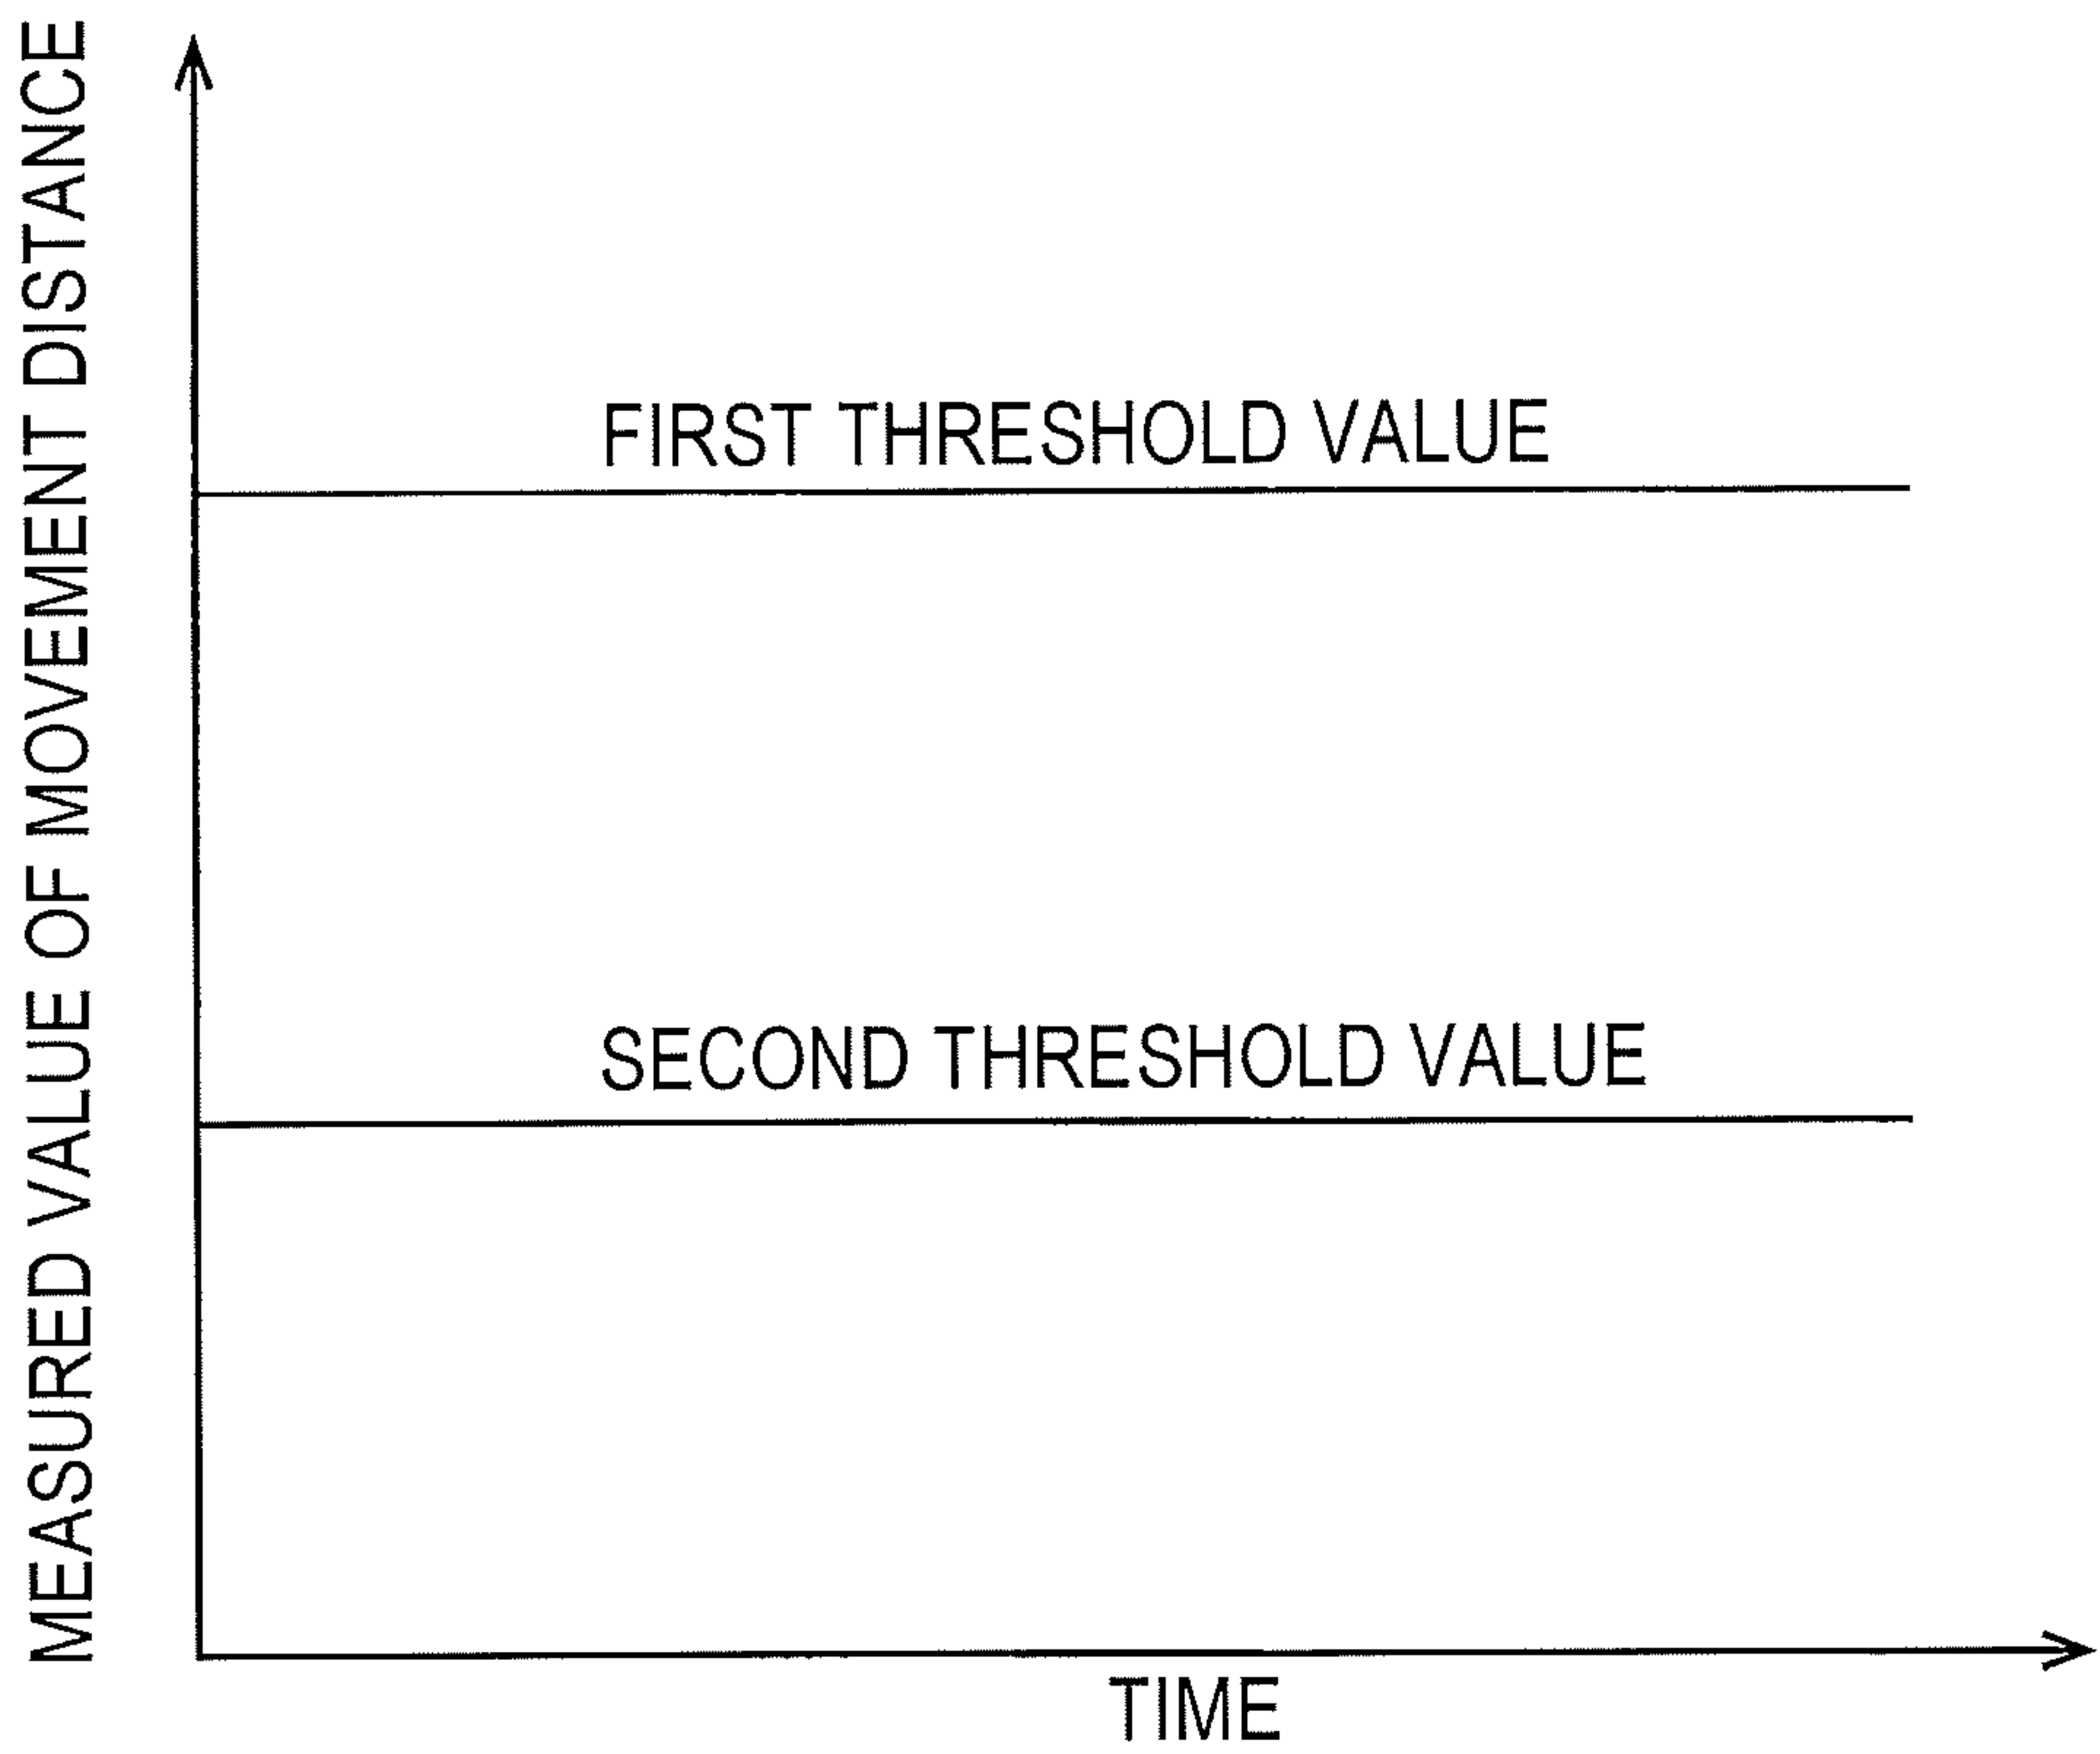 MEASURED VALUE OF MOVEMENT DISTANCE
FIRST THRESHOLD VALUE
SECOND THRESHOLD VALUE
TIME